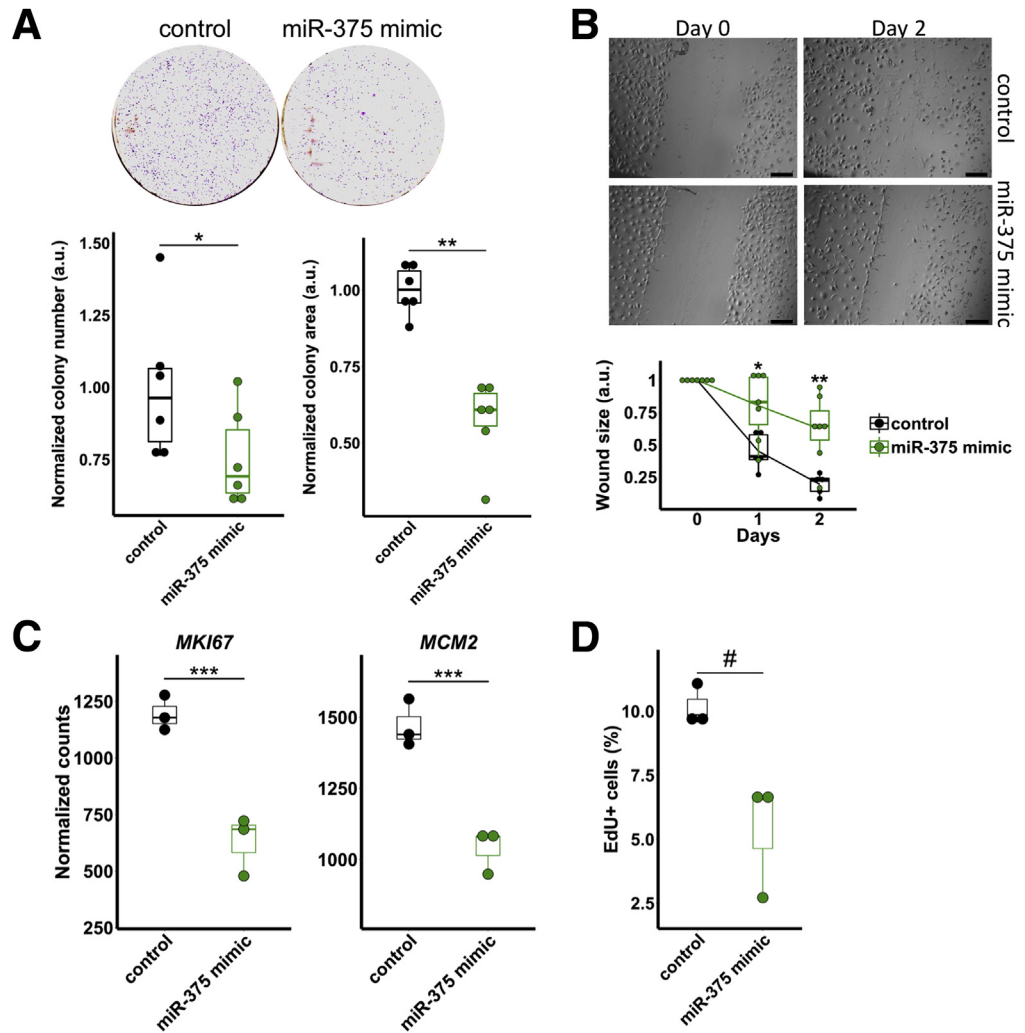 A
control
miR-375 mimic
Normalized colony number (a.u.)
1.50
1.25
1.00
0.75
*
control
miR-375 mimic
Normalized colony area (a.u.)
1.00
0.75
0.50
**
control
miR-375 mimic
B
Day 0
Day 2
control
miR-375 mimic
Wound size (a.u.)
1
0.75
0.5
0.25
*
**
0
1
2
Days
control
miR-375 mimic
C
MKI67
Normalized counts
1250
1000
750
500
250
***
control
miR-375 mimic
MCM2
1500
1250
1000
***
control
miR-375 mimic
D
EdU+ cells (%)
10.0
7.5
5.0
2.5
#
control
miR-375 mimic